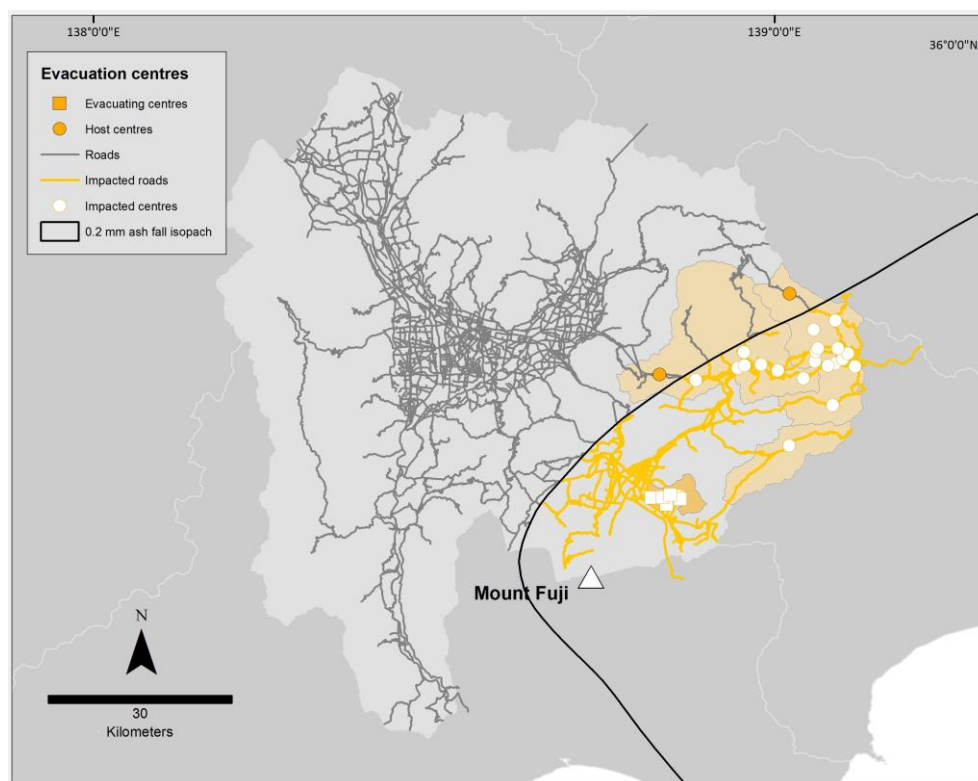 138°0'0"E
139°0'0"E
36°0'0"N
Evacuation centres
Evacuating centres
Host centres
Roads
Impacted roads
Impacted centres
0.2 mm ash fall isopach
Mount Fuji
N
30
Kilometers